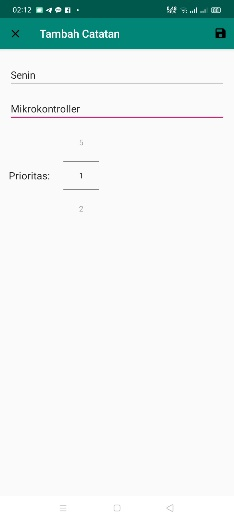 02:12
Tambah Catatan
Senin
Mikrokontroller
5
Prioritas: 1
2